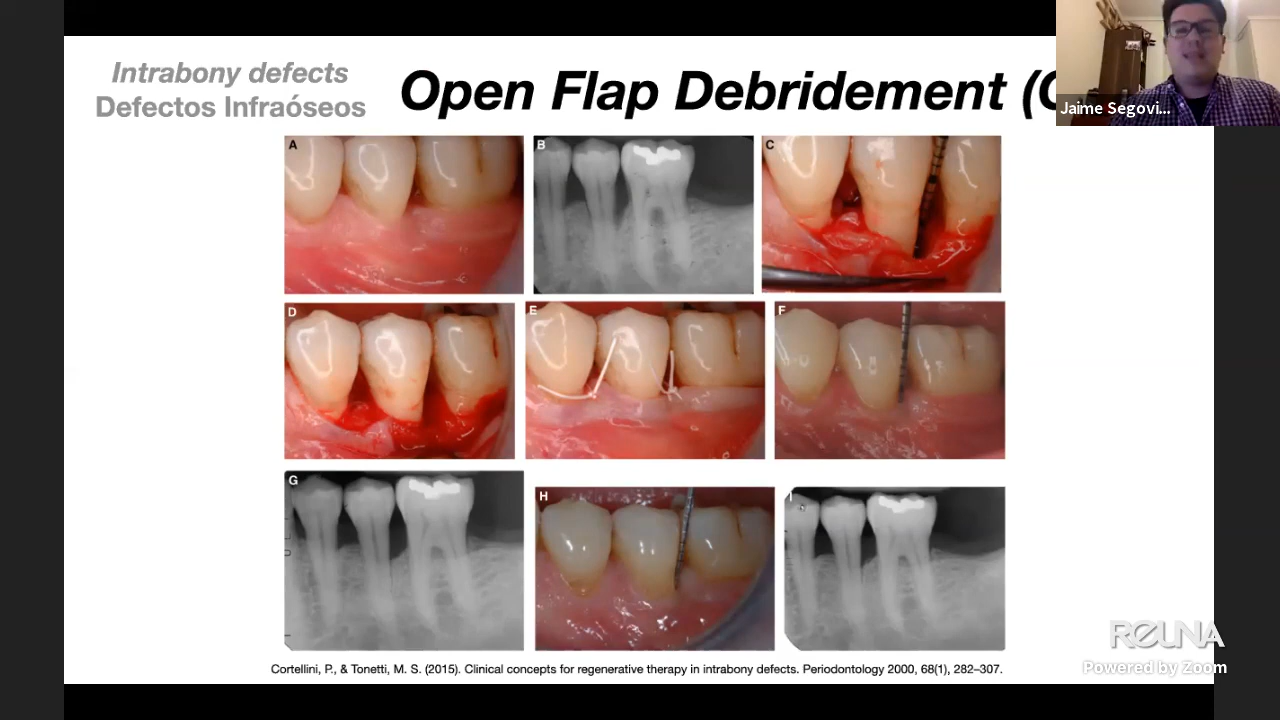 Intrabony defects
Defectos Infraóseos
Open Flap Debridement (
Jaime Segovi...
A
B
C
D
E
F
G
H
I
Cortellini, P., & Tonetti, M. S. (2015). Clinical concepts for regenerative therapy in intrabony defects. Periodontology 2000, 68(1), 282–307.
REUNA
Powered by Zoom